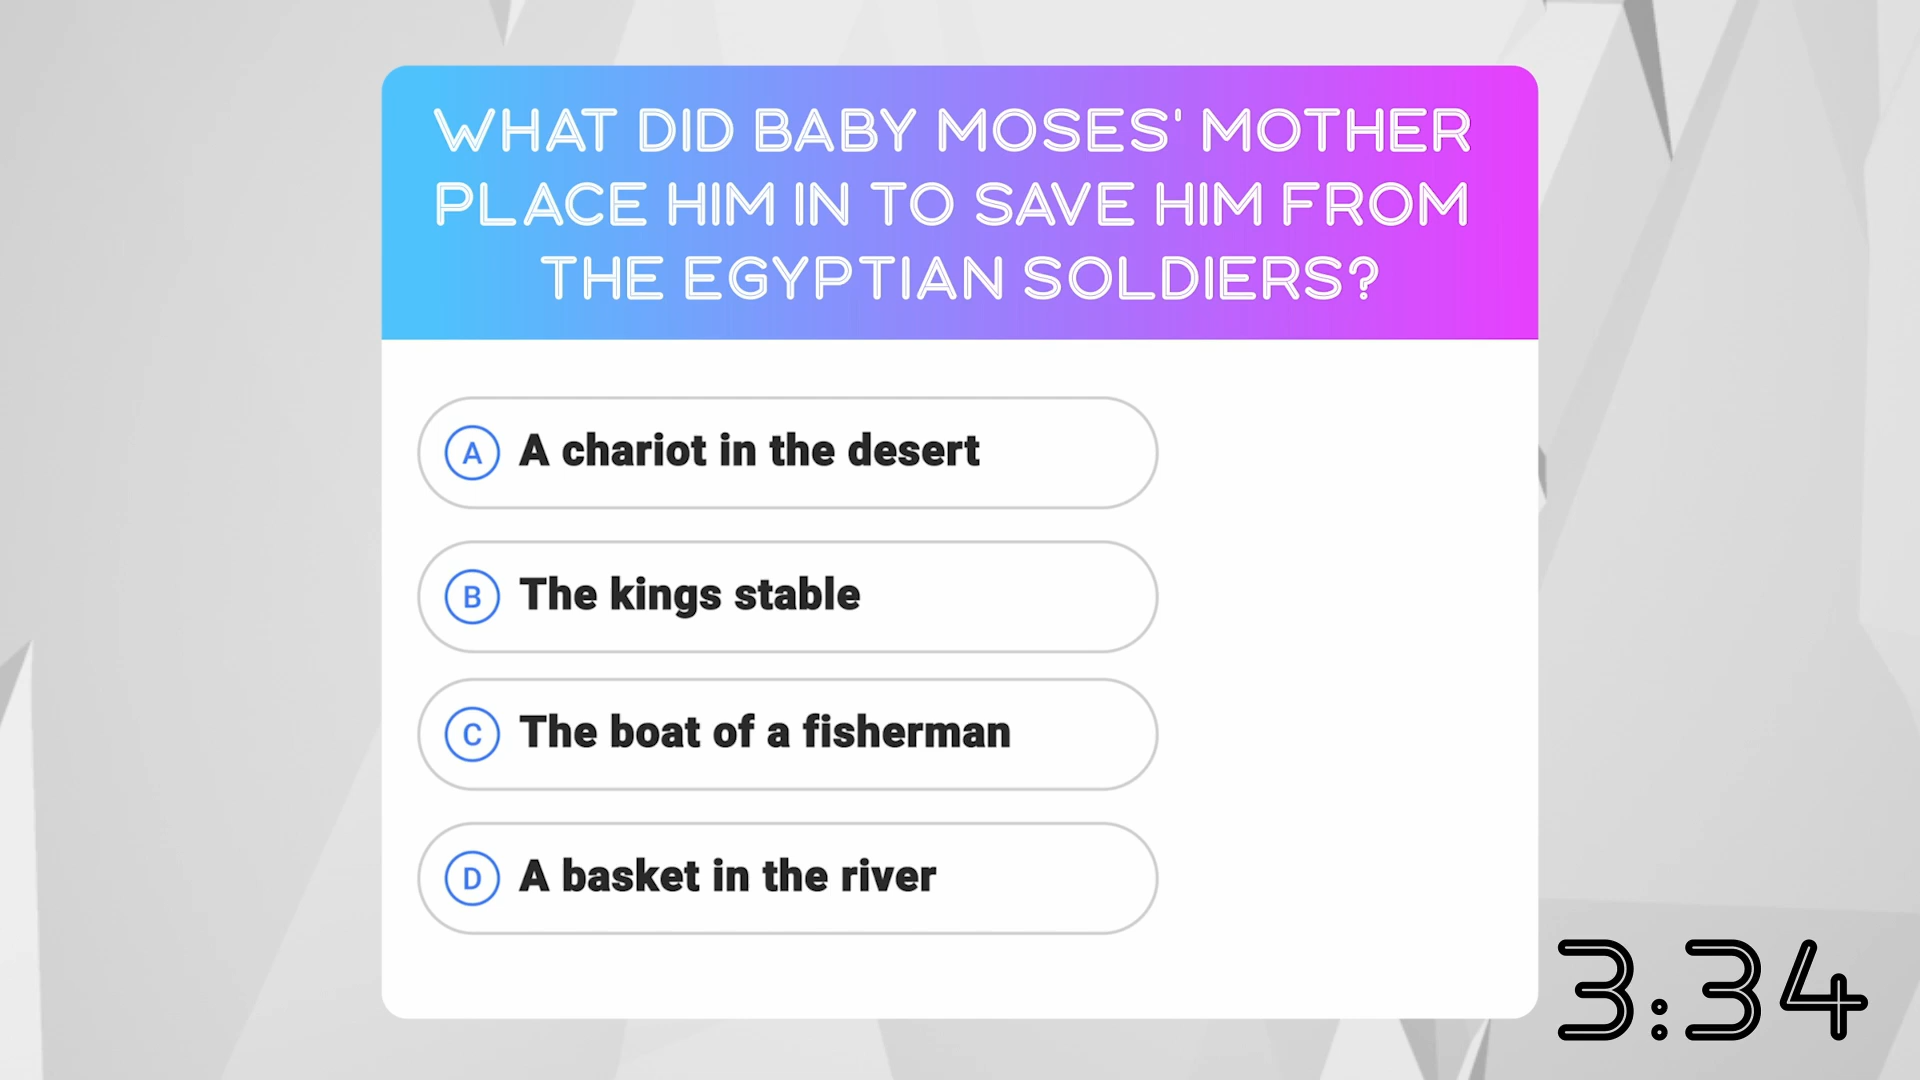 WHAT DID BABY MOSES' MOTHER
PLACE HIM IN TO SAVE HIM FROM
THE EGYPTIAN SOLDIERS?
A A chariot in the desert
B The kings stable
C The boat of a fisherman
D A basket in the river
3:34